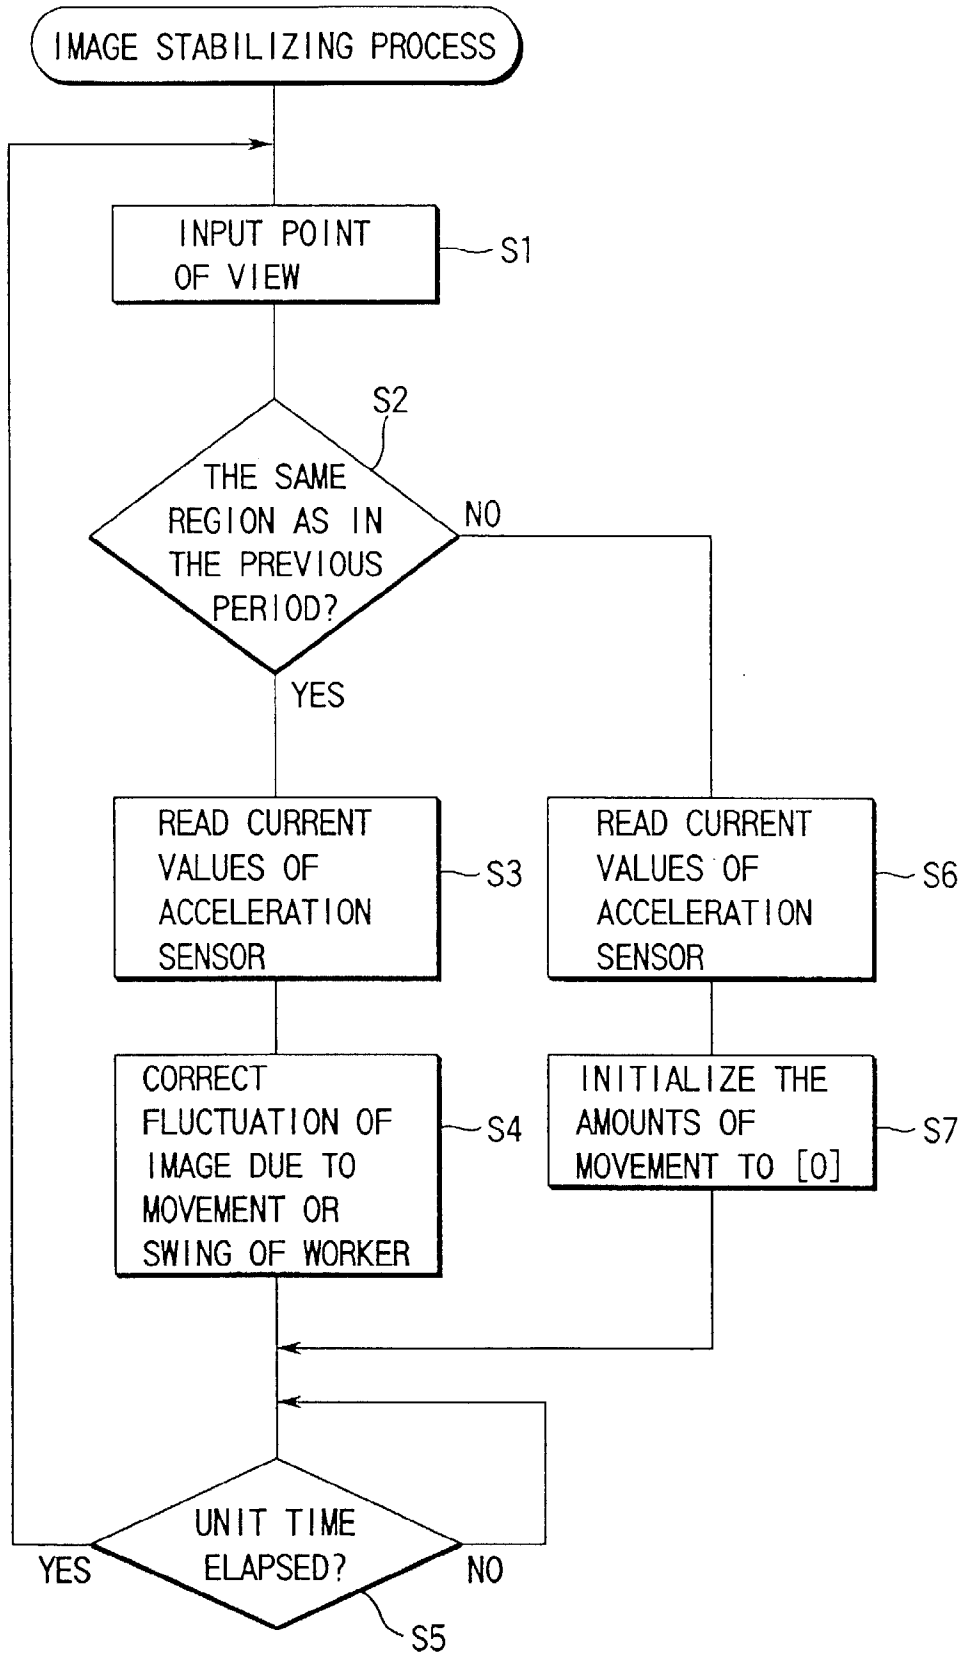 IMAGE STABILIZING PROCESS
INPUT POINT
OF VIEW
S1
S2
THE SAME
REGION AS IN
THE PREVIOUS
PERIOD?
NO
YES
READ CURRENT
VALUES OF
ACCELERATION
SENSOR
S3
READ CURRENT
VALUES OF
ACCELERATION
SENSOR
S6
CORRECT
FLUCTUATION OF
IMAGE DUE TO
MOVEMENT OR
SWING OF WORKER
S4
INITIALIZE THE
AMOUNTS OF
MOVEMENT TO [0]
S7
UNIT TIME
ELAPSED?
YES
NO
S5